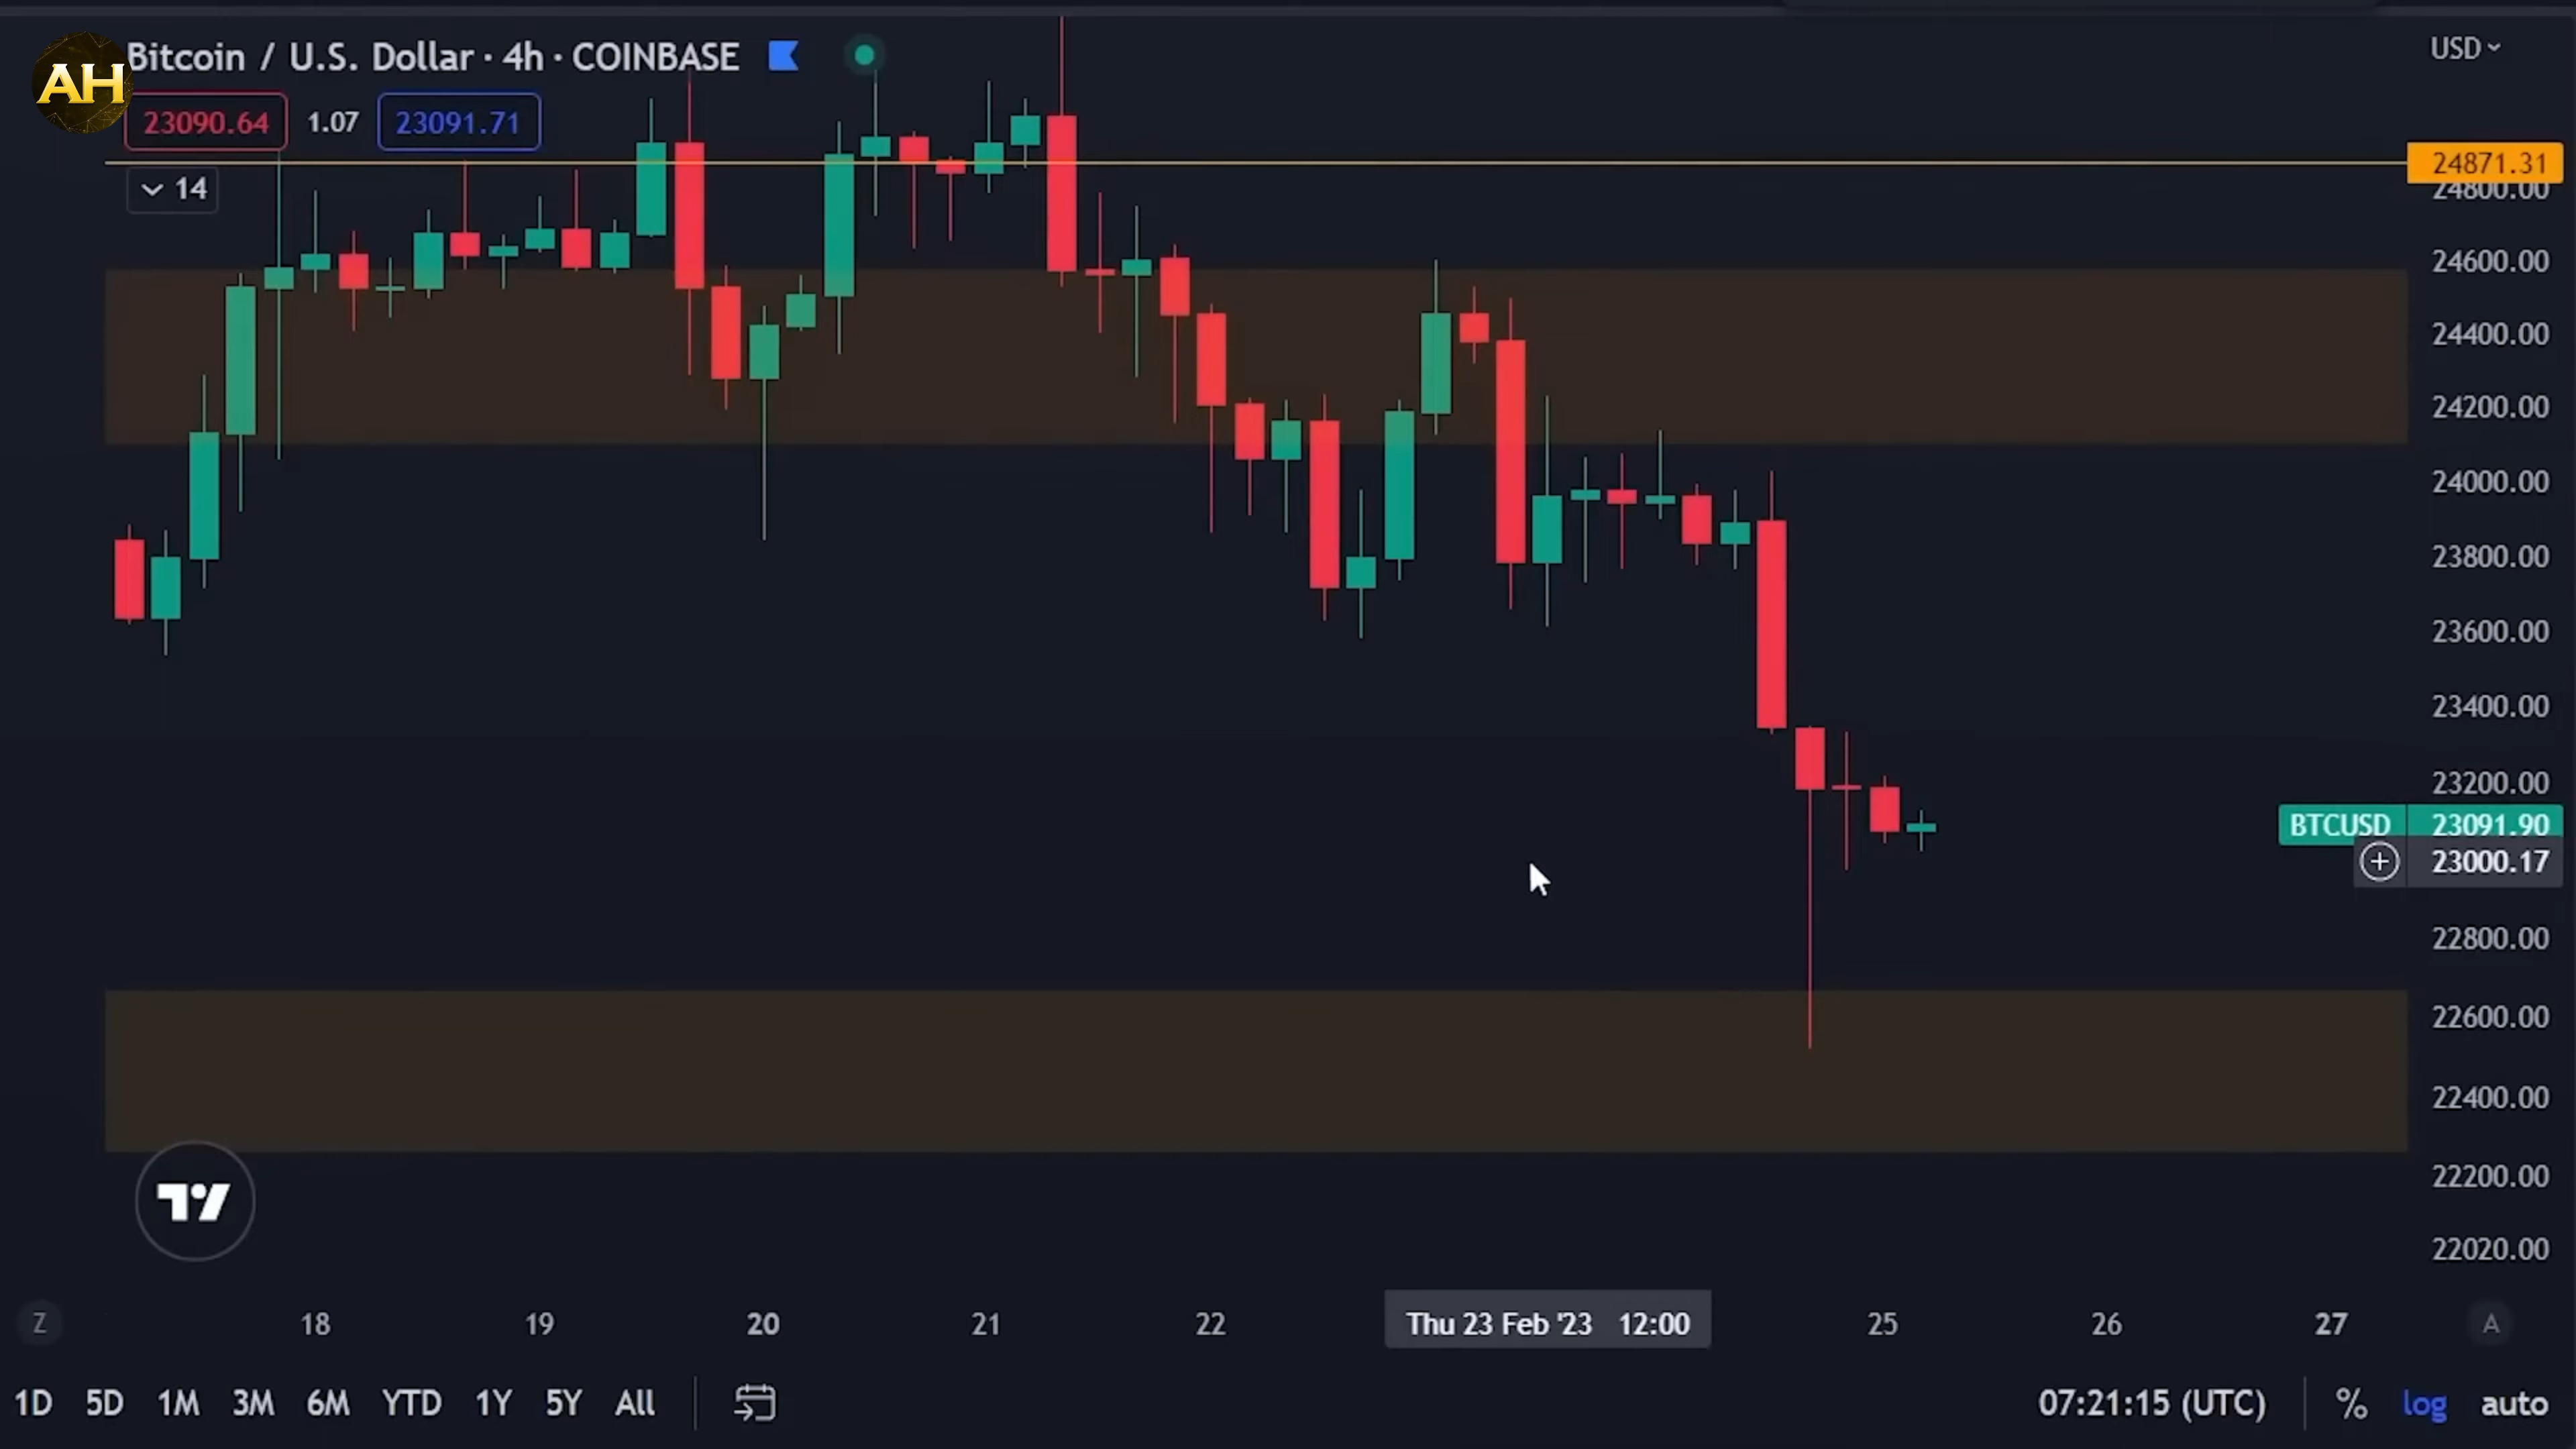 AH
Bitcoin / U.S. Dollar · 4h · COINBASE
USD
23090.64 1.07 23091.71
24871.31
14
24800.00
24600.00
24400.00
24200.00
24000.00
23800.00
23600.00
23400.00
23200.00
BTCUSD 23091.90
23000.17
22800.00
22600.00
22400.00
22200.00
22020.00
Z 18 19 20 21 22 Thu 23 Feb '23 12:00 25 26 27 A
1D 5D 1M 3M 6M YTD 1Y 5Y All 07:21:15 (UTC) % log auto